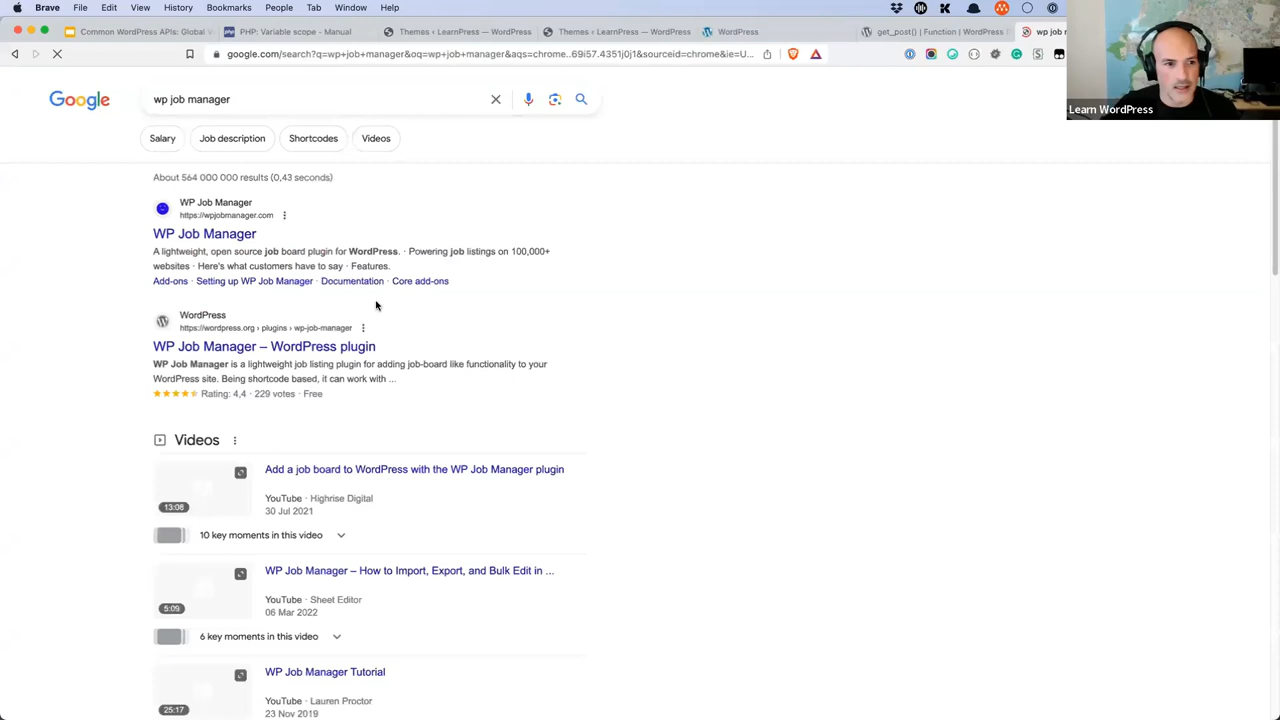 Brave File Edit View History Bookmarks People Tab Window Help
Common WordPress APIs: Global V
PHP: Variable scope - Manual
Themes ‹ LearnPress — WordPress
Themes ‹ LearnPress — WordPress
WordPress
get_post() | Function | WordPress
wp job m
google.com/search?q=wp+job+manager&oq=wp+job+manager&aqs=chrome..69i57.4351j0j1&sourceid=chrome&ie=U...
Learn WordPress
Google
wp job manager
Salary Job description Shortcodes Videos
About 564 000 000 results (0,43 seconds)
WP Job Manager
https://wpjobmanager.com
WP Job Manager
A lightweight, open source job board plugin for WordPress. · Powering job listings on 100,000+
websites · Here's what customers have to say · Features.
Add-ons · Setting up WP Job Manager · Documentation · Core add-ons
WordPress
https://wordpress.org › plugins › wp-job-manager
WP Job Manager – WordPress plugin
WP Job Manager is a lightweight job listing plugin for adding job-board like functionality to your
WordPress site. Being shortcode based, it can work with ...
Rating: 4,4 · 229 votes · Free
Videos
Add a job board to WordPress with the WP Job Manager plugin
YouTube · Highrise Digital
13:08
30 Jul 2021
10 key moments in this video
WP Job Manager – How to Import, Export, and Bulk Edit in ...
YouTube · Sheet Editor
5:09
06 Mar 2022
6 key moments in this video
WP Job Manager Tutorial
YouTube · Lauren Proctor
25:17
23 Nov 2019